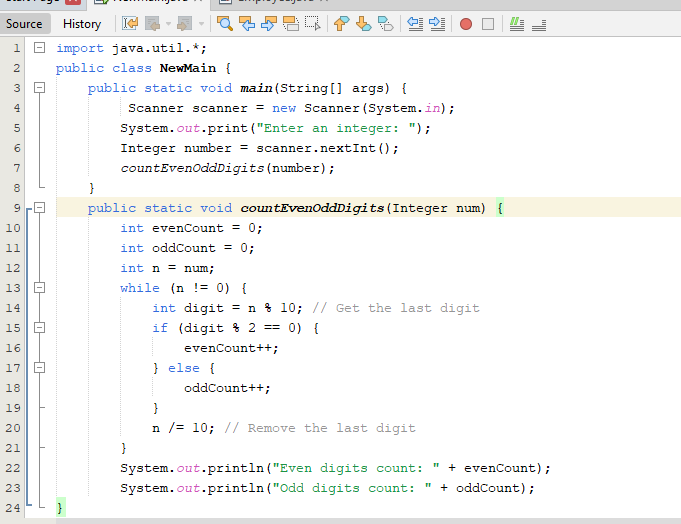 Source History
1 import java.util.*;
2 public class NewMain {
3 public static void main(String[] args) {
4 Scanner scanner = new Scanner(System.in);
5 System.out.print("Enter an integer: ");
6 Integer number = scanner.nextInt();
7 countEvenOddDigits(number);
8 }
9 public static void countEvenOddDigits(Integer num) {
10 int evenCount = 0;
11 int oddCount = 0;
12 int n = num;
13 while (n != 0) {
14 int digit = n % 10; // Get the last digit
15 if (digit % 2 == 0) {
16 evenCount++;
17 } else {
18 oddCount++;
19 }
20 n /= 10; // Remove the last digit
21 }
22 System.out.println("Even digits count: " + evenCount);
23 System.out.println("Odd digits count: " + oddCount);
24 }